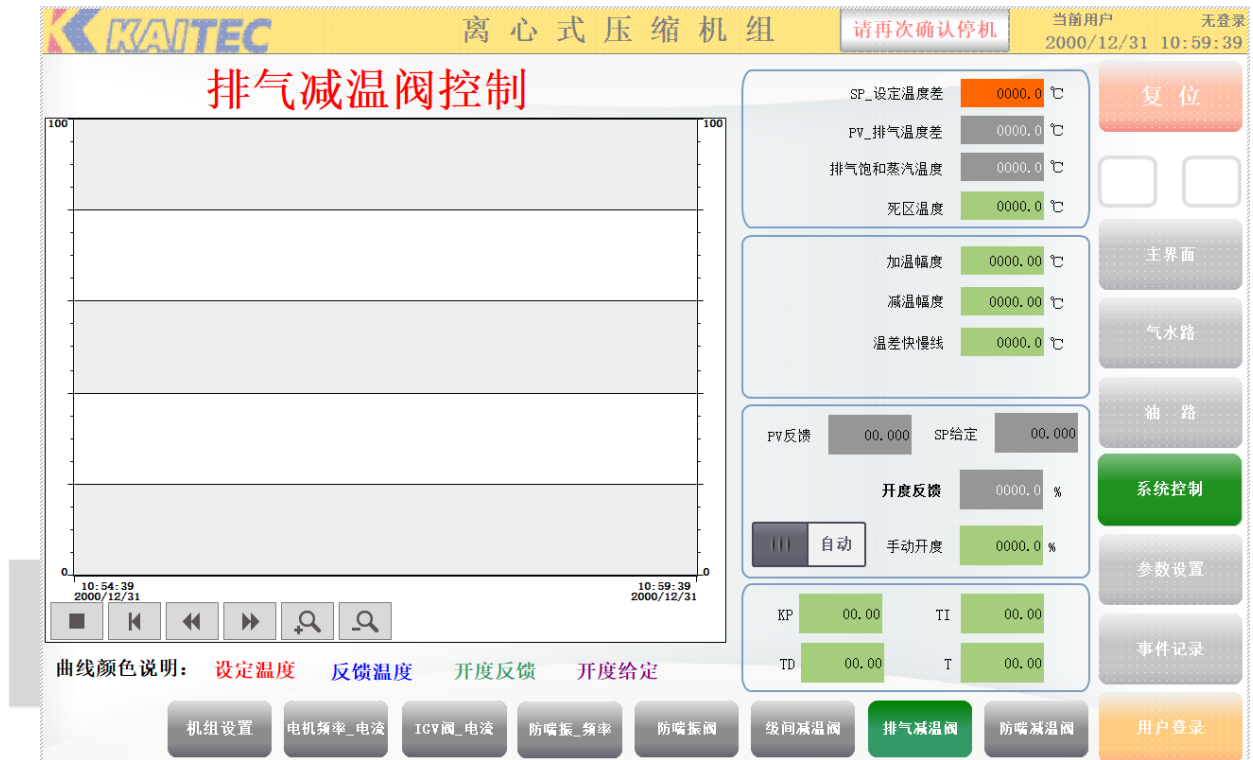 KAITEC
离心式压缩机组
请再次确认停机
当前用户 无登录
2000/12/31 10:59:39
排气减温阀控制
100
100
0
0
10:54:39
2000/12/31
10:59:39
2000/12/31
曲线颜色说明： 设定温度 反馈温度 开度反馈 开度给定
SP_设定温度差 0000.0 ℃
PV_排气温度差 0000.0 ℃
排气饱和蒸汽温度 0000.0 ℃
死区温度 0000.0 ℃
加温幅度 0000.00 ℃
减温幅度 0000.00 ℃
温差快慢线 0000.0 ℃
PV反馈 00.000 SP给定 00.000
开度反馈 0000.0 %
自动 手动开度 0000.0 %
KP 00.00 TI 00.00
TD 00.00 T 00.00
复位
主界面
气水路
油路
系统控制
参数设置
事件记录
用户登录
机组设置 电机频率_电流 IGV阀_电流 防喘振_频率 防喘振阀 级间减温阀 排气减温阀 防喘减温阀